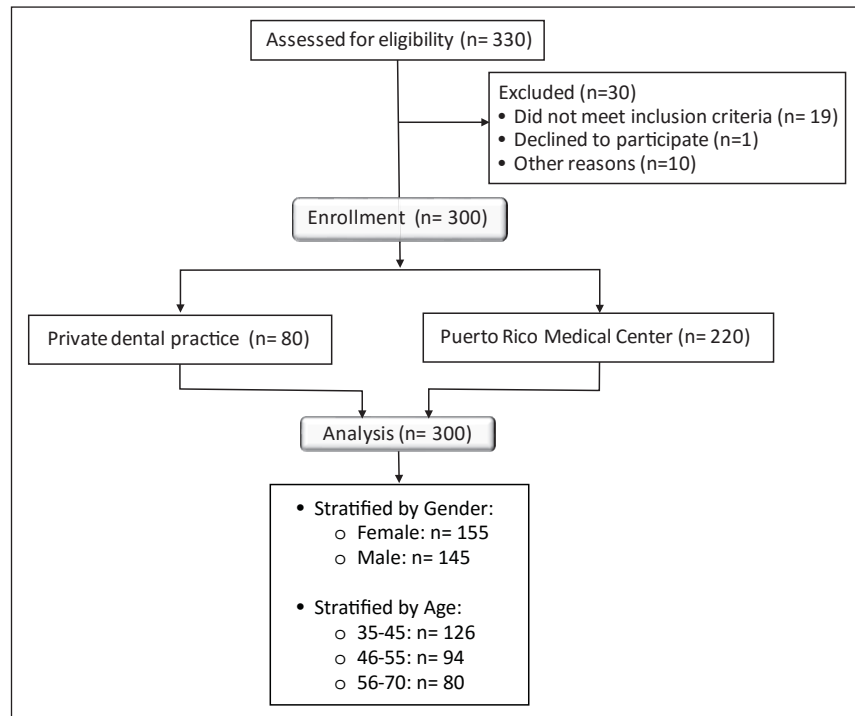 Assessed for eligibility (n= 330)
Excluded (n=30)
• Did not meet inclusion criteria (n= 19)
• Declined to participate (n=1)
• Other reasons (n=10)
Enrollment (n= 300)
Private dental practice (n= 80)
Puerto Rico Medical Center (n= 220)
Analysis (n= 300)
• Stratified by Gender:
o Female: n= 155
o Male: n= 145
• Stratified by Age:
o 35-45: n= 126
o 46-55: n= 94
o 56-70: n= 80